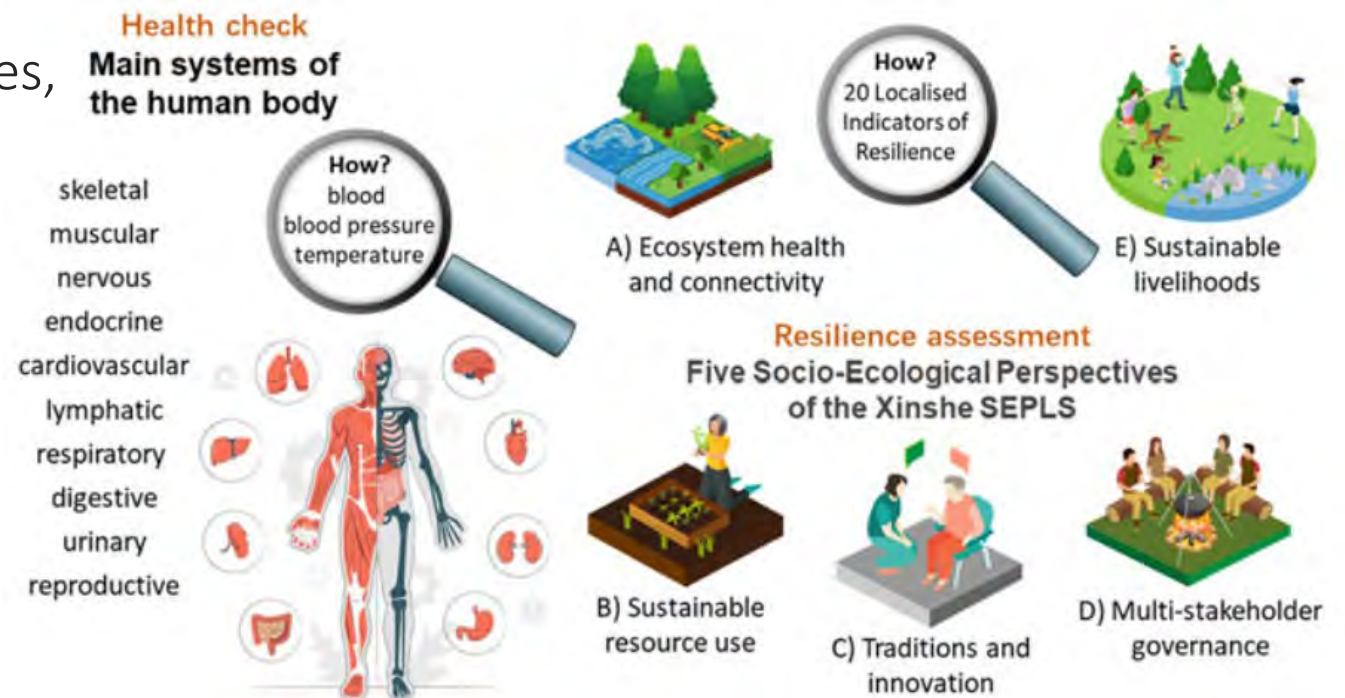 es,
Health check
Main systems of
the human body
How?
blood
blood pressure
temperature
skeletal
muscular
nervous
endocrine
cardiovascular
lymphatic
respiratory
digestive
urinary
reproductive
How?
20 Localised
Indicators of
Resilience
A) Ecosystem health
and connectivity
E) Sustainable
livelihoods
Resilience assessment
Five Socio-Ecological Perspectives
of the Xinshe SEPLS
B) Sustainable
resource use
C) Traditions and
innovation
D) Multi-stakeholder
governance